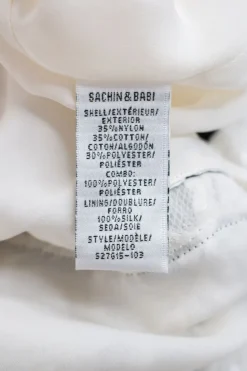 SACHIN & BABI
SHELL/EXTÉRIEUR/
EXTERIOR
35%NYLON
35%COTTON/
COTON/ALGODÓN
30%POLYESTER/
POLIÉSTER
COMBO:
100%POLYESTER/
POLIÉSTER
LINING/DOUBLURE/
FORRO
100%SILK/
SEDA/SOIE
STYLE/MODÈLE/
MODELO
S27G15-103